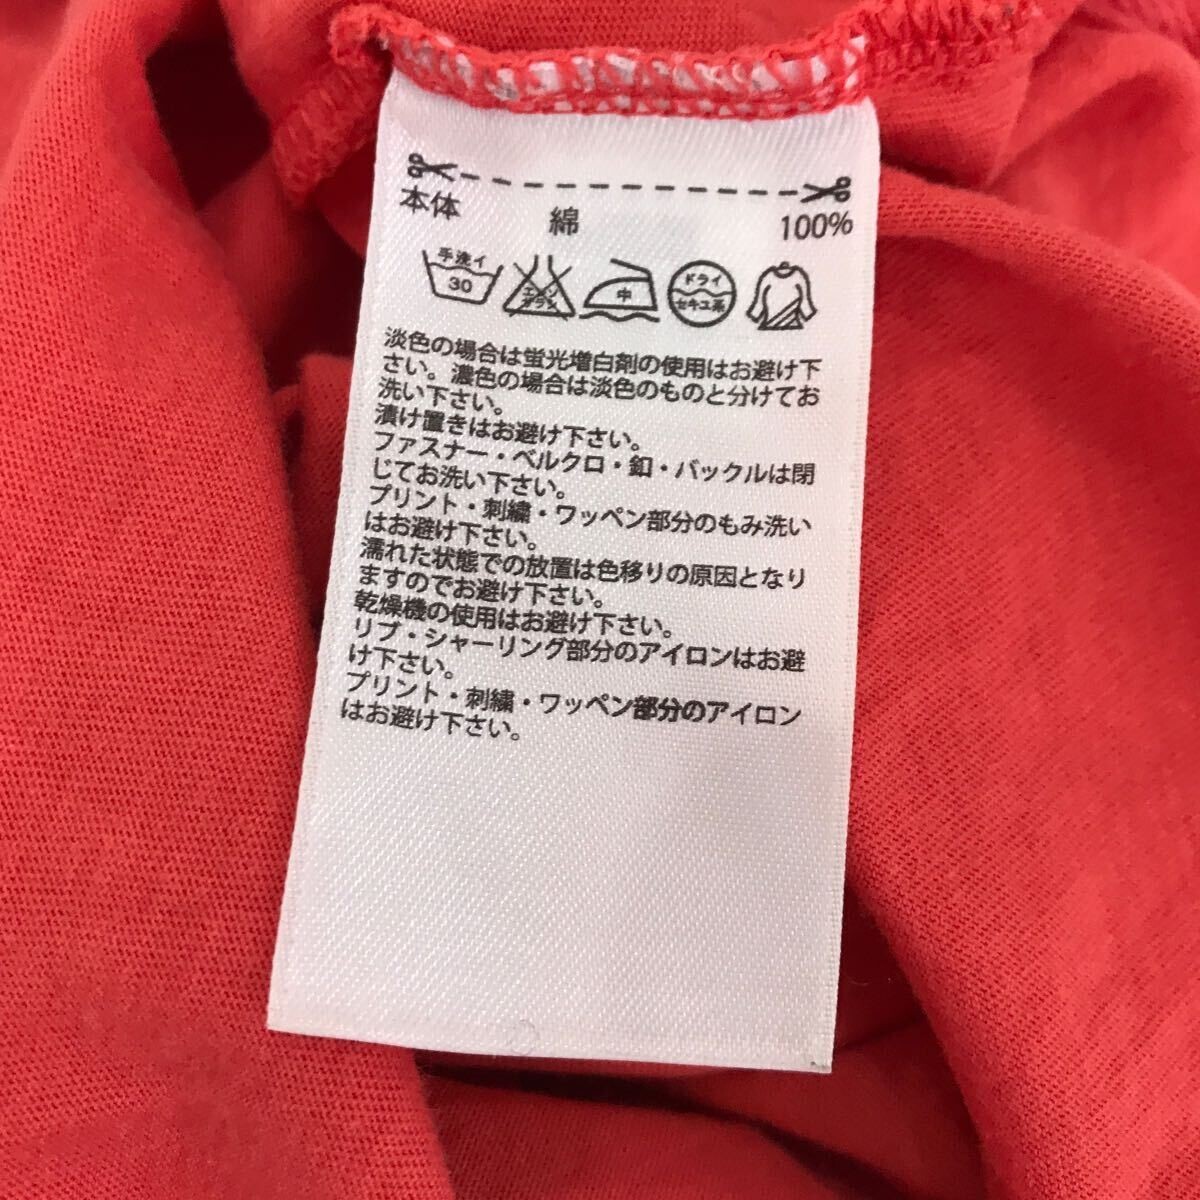 本体 綿 100%
手洗イ 30 エンソ サラシ 中 ドライ セキユ系
淡色の場合は蛍光増白剤の使用はお避け下
さい。濃色の場合は淡色のものと分けてお
洗い下さい。
漬け置きはお避け下さい。
ファスナー・ベルクロ・釦・バックルは閉
じてお洗い下さい。
プリント・刺繍・ワッペン部分のもみ洗い
はお避け下さい。
濡れた状態での放置は色移りの原因となり
ますのでお避け下さい。
乾燥機の使用はお避け下さい。
リブ・シャーリング部分のアイロンはお避
け下さい。
プリント・刺繍・ワッペン部分のアイロン
はお避け下さい。